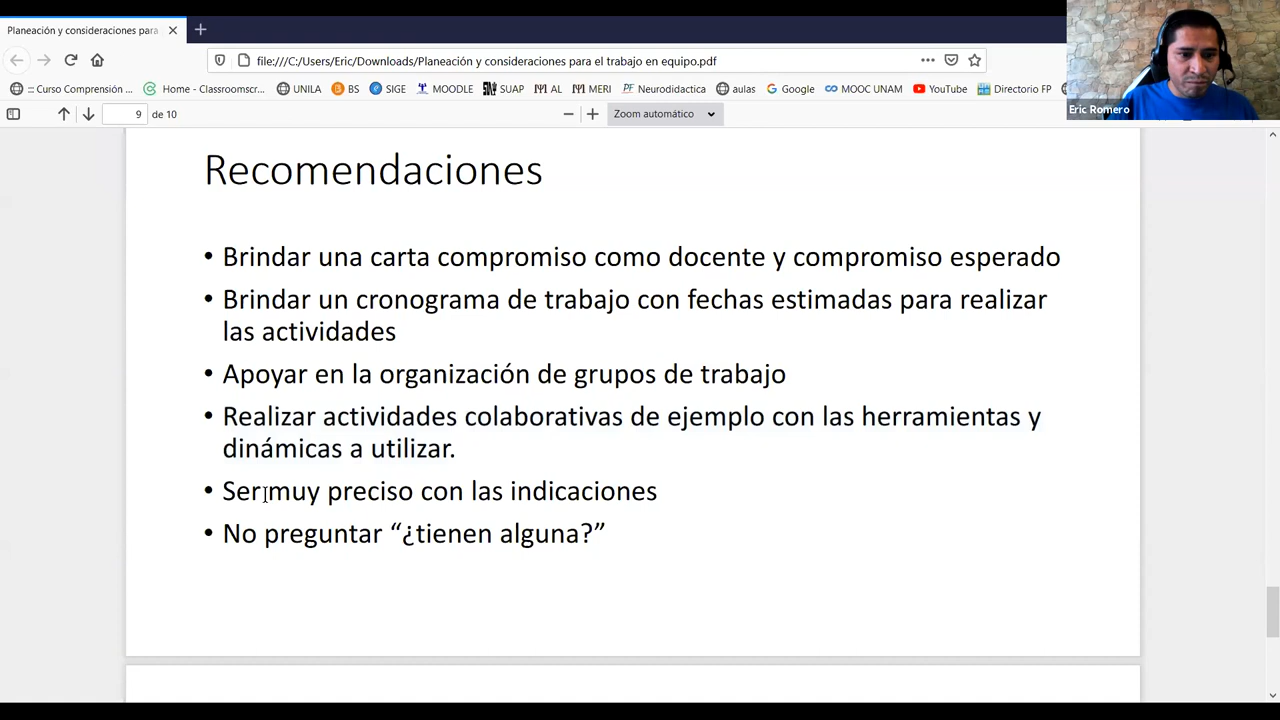 Planeación y consideraciones para
file:///C:/Users/Eric/Downloads/Planeación y consideraciones para el trabajo en equipo.pdf
:: Curso Comprensión ... Home - Classroomscr... UNILA BS SIGE MOODLE SUAP AL MERI Neurodidactica aulas Google MOOC UNAM YouTube Directorio FP
9 de 10 Zoom automático
Eric Romero
Recomendaciones
• Brindar una carta compromiso como docente y compromiso esperado
• Brindar un cronograma de trabajo con fechas estimadas para realizar
las actividades
• Apoyar en la organización de grupos de trabajo
• Realizar actividades colaborativas de ejemplo con las herramientas y
dinámicas a utilizar.
• Ser muy preciso con las indicaciones
• No preguntar “¿tienen alguna?”